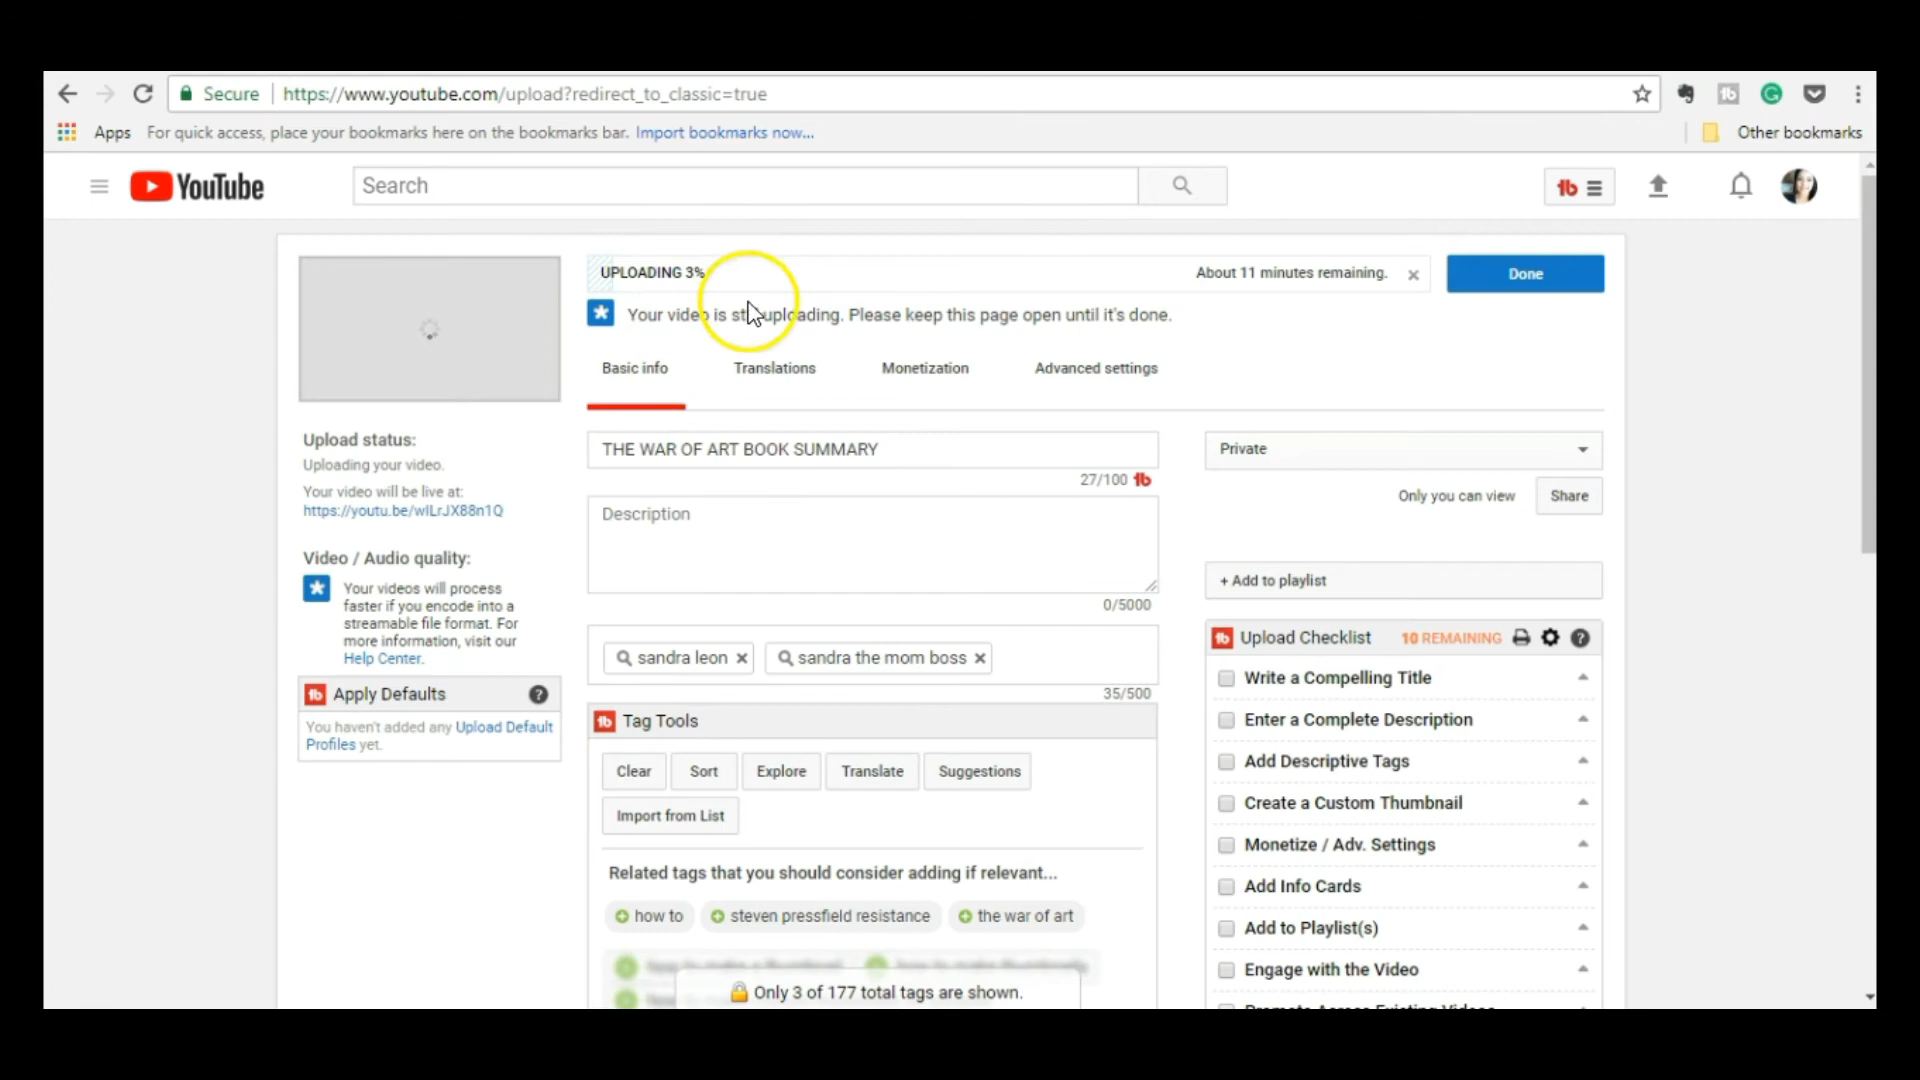 Secure https://www.youtube.com/upload?redirect_to_classic=true
Apps For quick access, place your bookmarks here on the bookmarks bar. Import bookmarks now... Other bookmarks
YouTube Search
UPLOADING 3% About 11 minutes remaining. Done
Your video is still uploading. Please keep this page open until it's done.
Basic info Translations Monetization Advanced settings
Upload status:
Uploading your video.
Your video will be live at:
https://youtu.be/wILrJX88n1Q
Video / Audio quality:
Your videos will process
faster if you encode into a
streamable file format. For
more information, visit our
Help Center.
tb Apply Defaults ?
You haven't added any Upload Default
Profiles yet.
THE WAR OF ART BOOK SUMMARY
27/100 tb
Description
0/5000
sandra leon sandra the mom boss
35/500
tb Tag Tools
Clear Sort Explore Translate Suggestions
Import from List
Related tags that you should consider adding if relevant...
how to steven pressfield resistance the war of art
Only 3 of 177 total tags are shown.
Private
Only you can view Share
+ Add to playlist
tb Upload Checklist 10 REMAINING ?
Write a Compelling Title
Enter a Complete Description
Add Descriptive Tags
Create a Custom Thumbnail
Monetize / Adv. Settings
Add Info Cards
Add to Playlist(s)
Engage with the Video